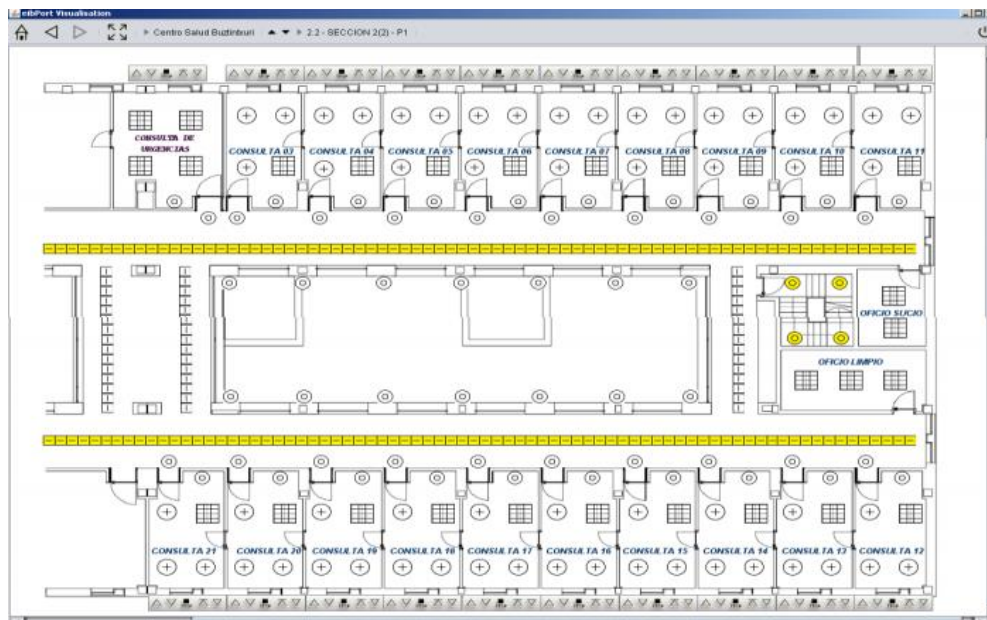 eibPort Visualisation
Centro Salud Buztintxuri 2.2 - SECCION 2(2) - P1
CONSULTA DE
URGENCIAS
CONSULTA 03
CONSULTA 04
CONSULTA 05
CONSULTA 06
CONSULTA 07
CONSULTA 08
CONSULTA 09
CONSULTA 10
CONSULTA 11
OFICIO SUCIO
OFICIO LIMPIO
CONSULTA 21
CONSULTA 20
CONSULTA 19
CONSULTA 18
CONSULTA 17
CONSULTA 16
CONSULTA 15
CONSULTA 14
CONSULTA 13
CONSULTA 12